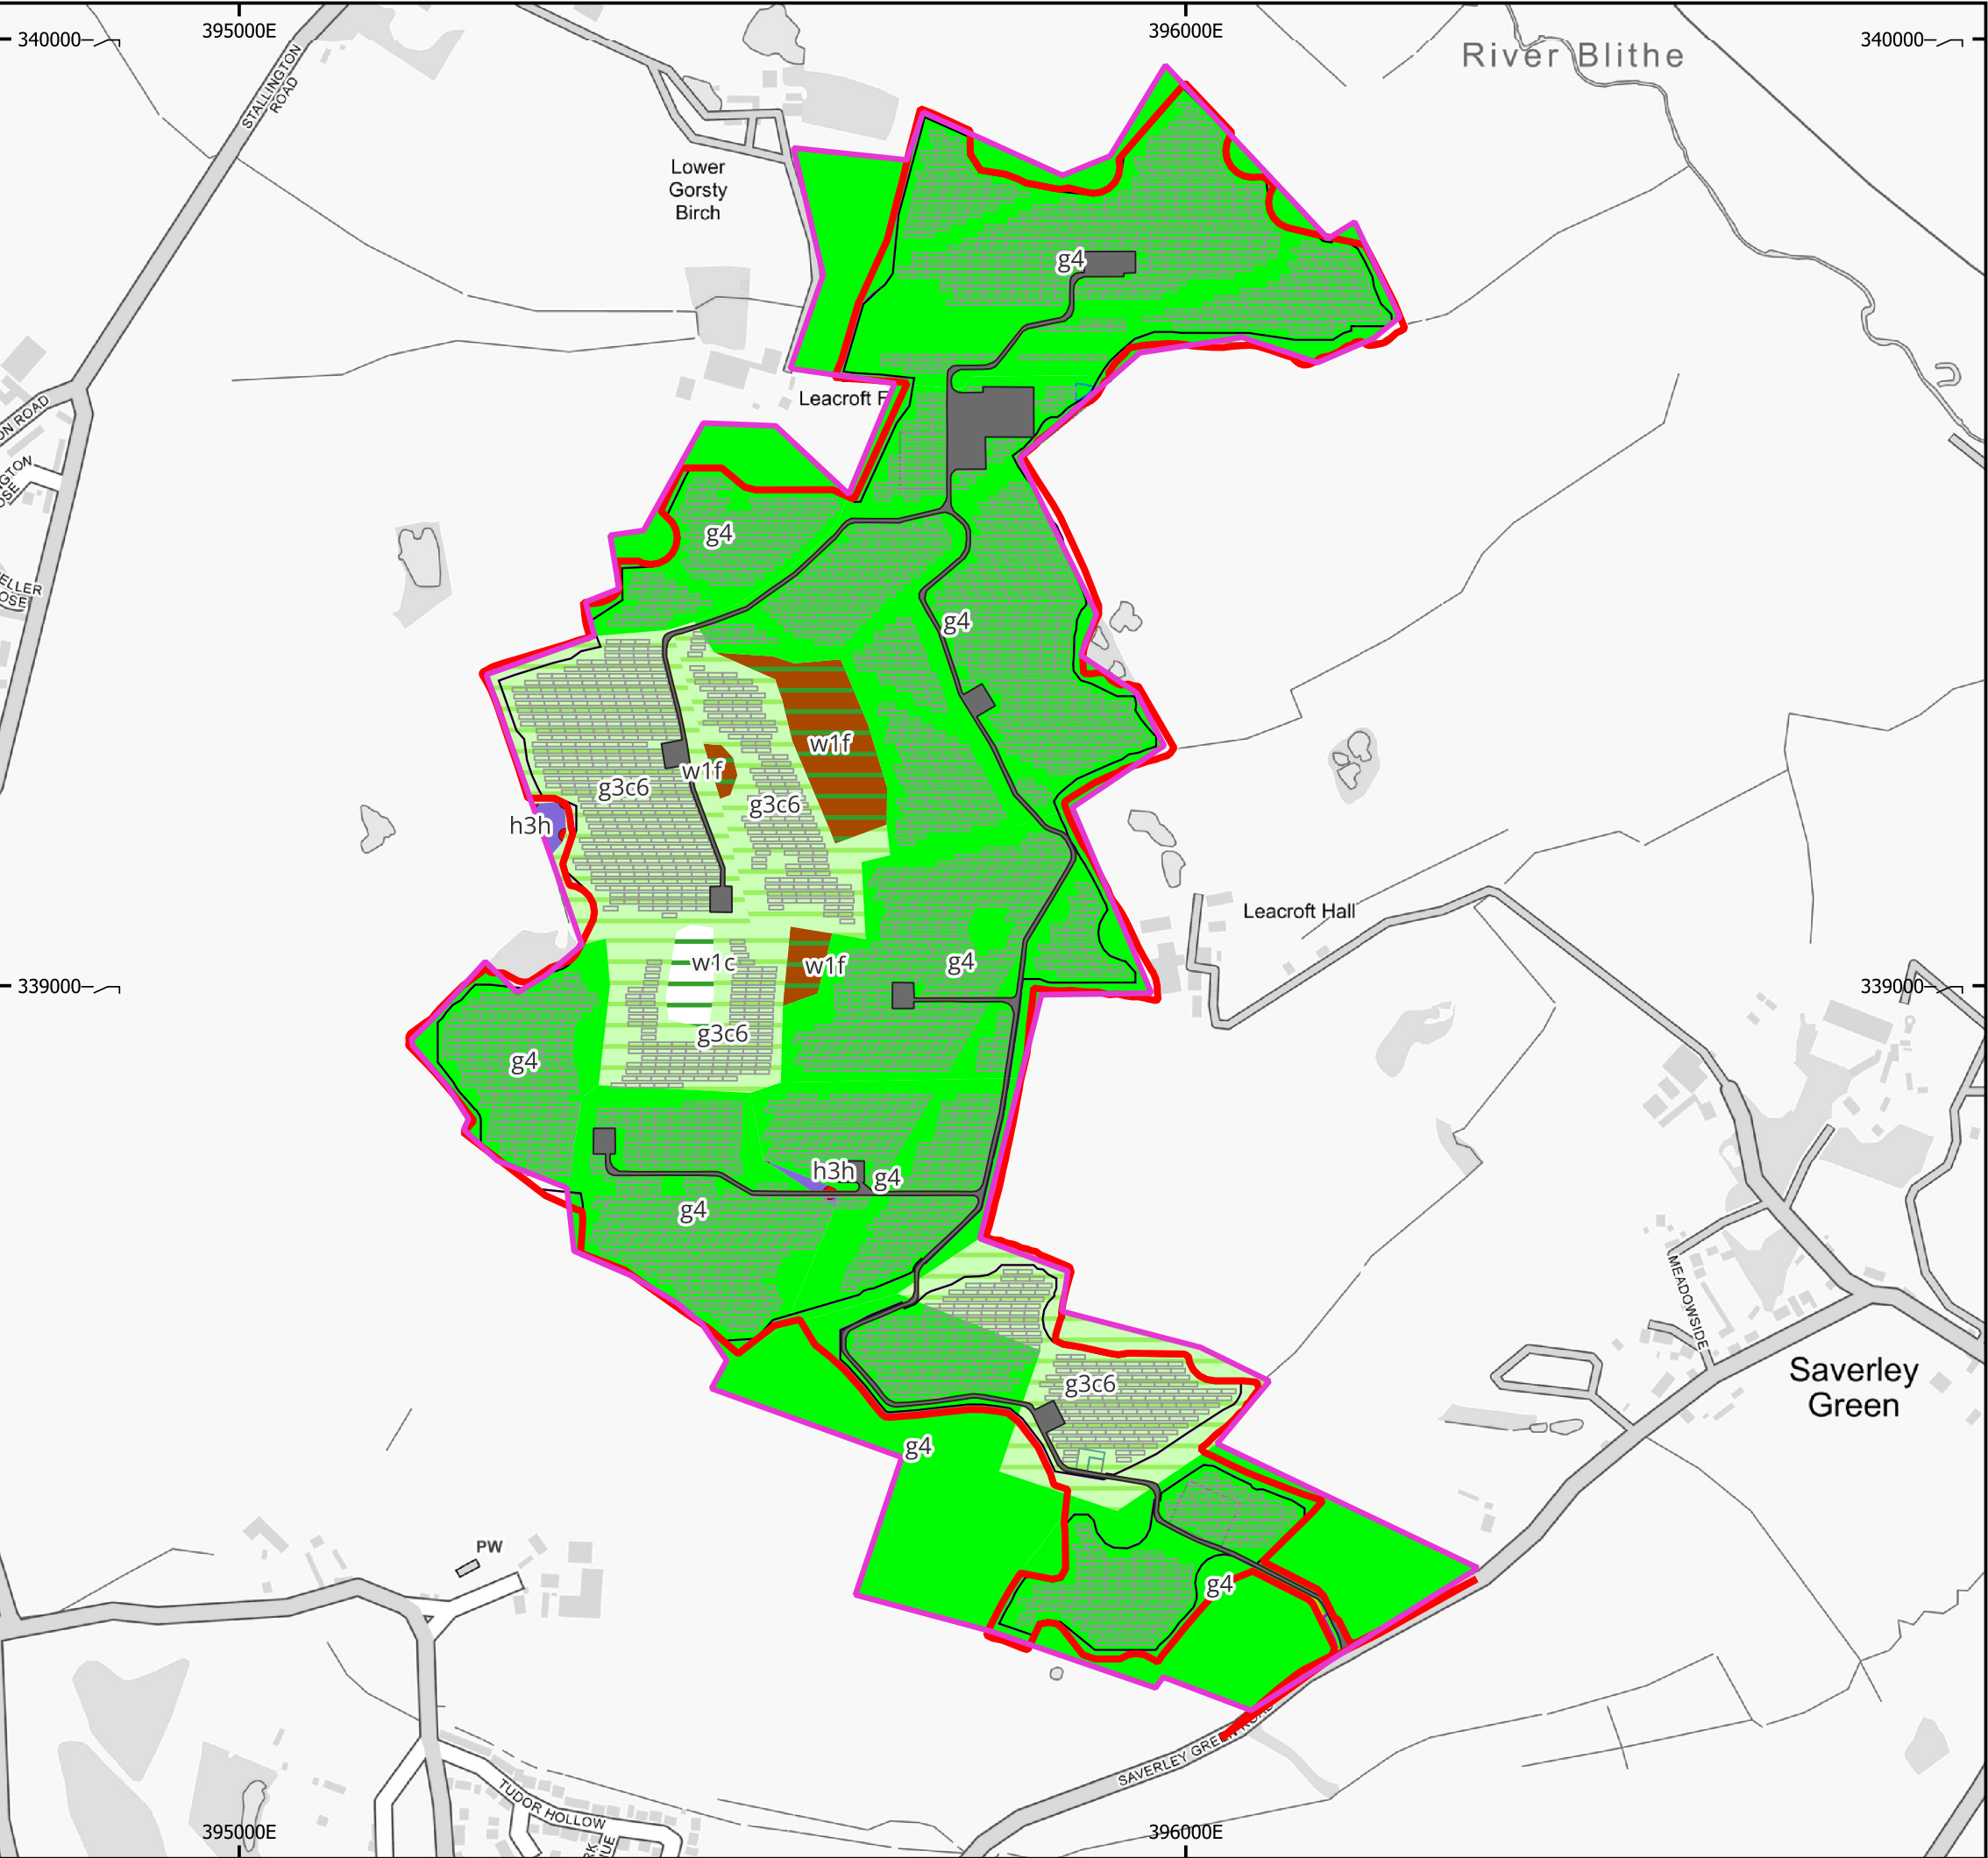 395000E
396000E
340000
340000
River Blithe
STALLINGTON
ROAD
Lower
Gorsty
Birch
g4
Leacroft F
ON ROAD
g4
g4
w1f
w1f
g3c6
g3c6
h3h
Leacroft Hall
w1c
w1f
g4
339000
339000
g3c6
g4
h3h
g4
g4
MEADOWSIDE
Saverley
Green
g3c6
g4
PW
g4
SAVERLEY GREEN ROAD
TUDOR HOLLOW
395000E
396000E